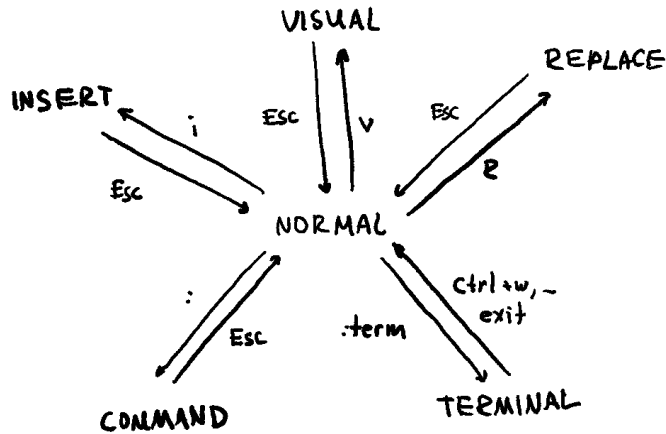 VISUAL
REPLACE
INSERT
i
Esc
Esc
v
Esc
R
NORMAL
:
Esc
:term
Ctrl+w, _
exit
COMMAND
TERMINAL